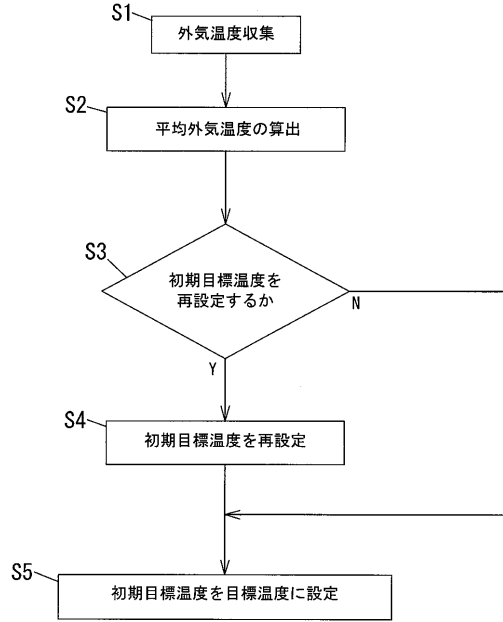 S1
外気温度収集
S2
平均外気温度の算出
S3
初期目標温度を
再設定するか
N
Y
S4
初期目標温度を再設定
S5
初期目標温度を目標温度に設定